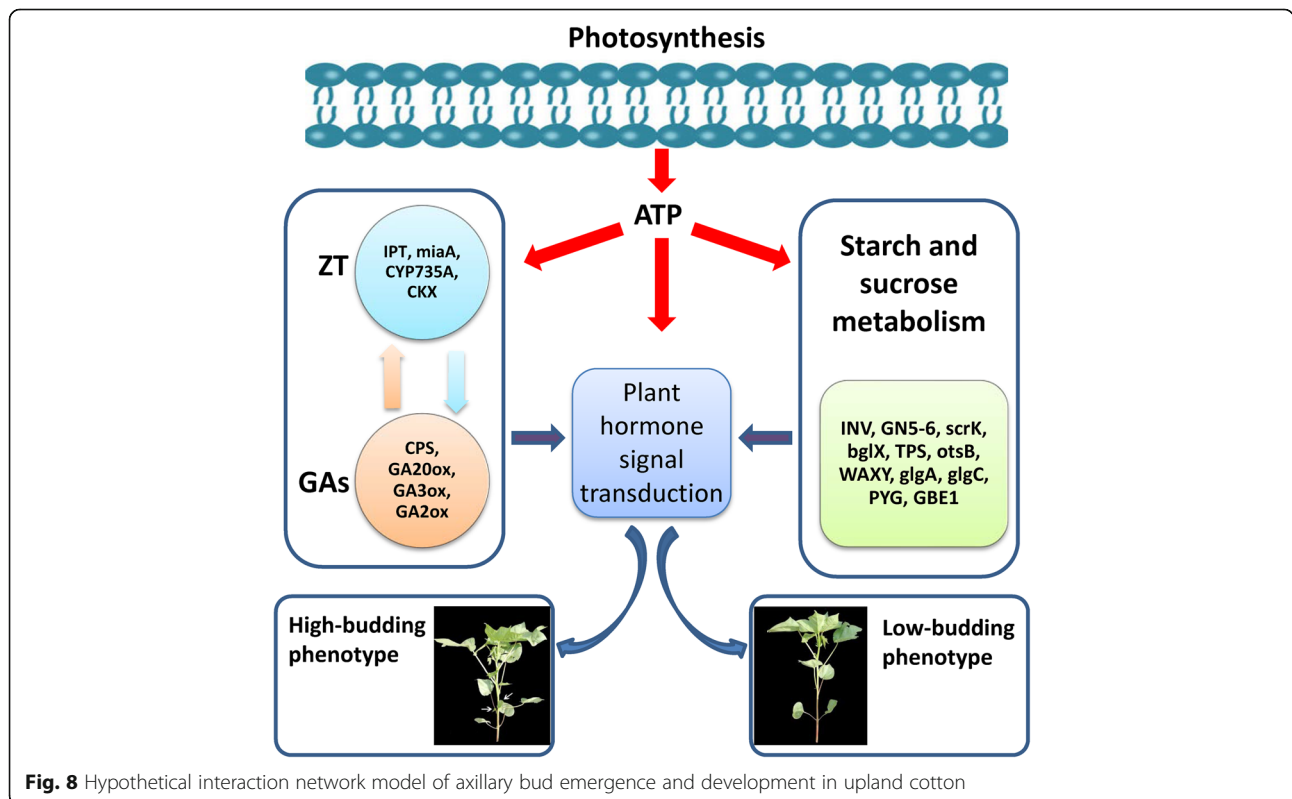 Photosynthesis
ATP
ZT
IPT, miaA,
CYP735A,
CKX
GAs
CPS,
GA20ox,
GA3ox,
GA2ox
Plant
hormone
signal
transduction
Starch and
sucrose
metabolism
INV, GN5-6, scrK,
bglX, TPS, otsB,
WAXY, glgA, glgC,
PYG, GBE1
High-budding
phenotype
Low-budding
phenotype
Fig. 8 Hypothetical interaction network model of axillary bud emergence and development in upland cotton